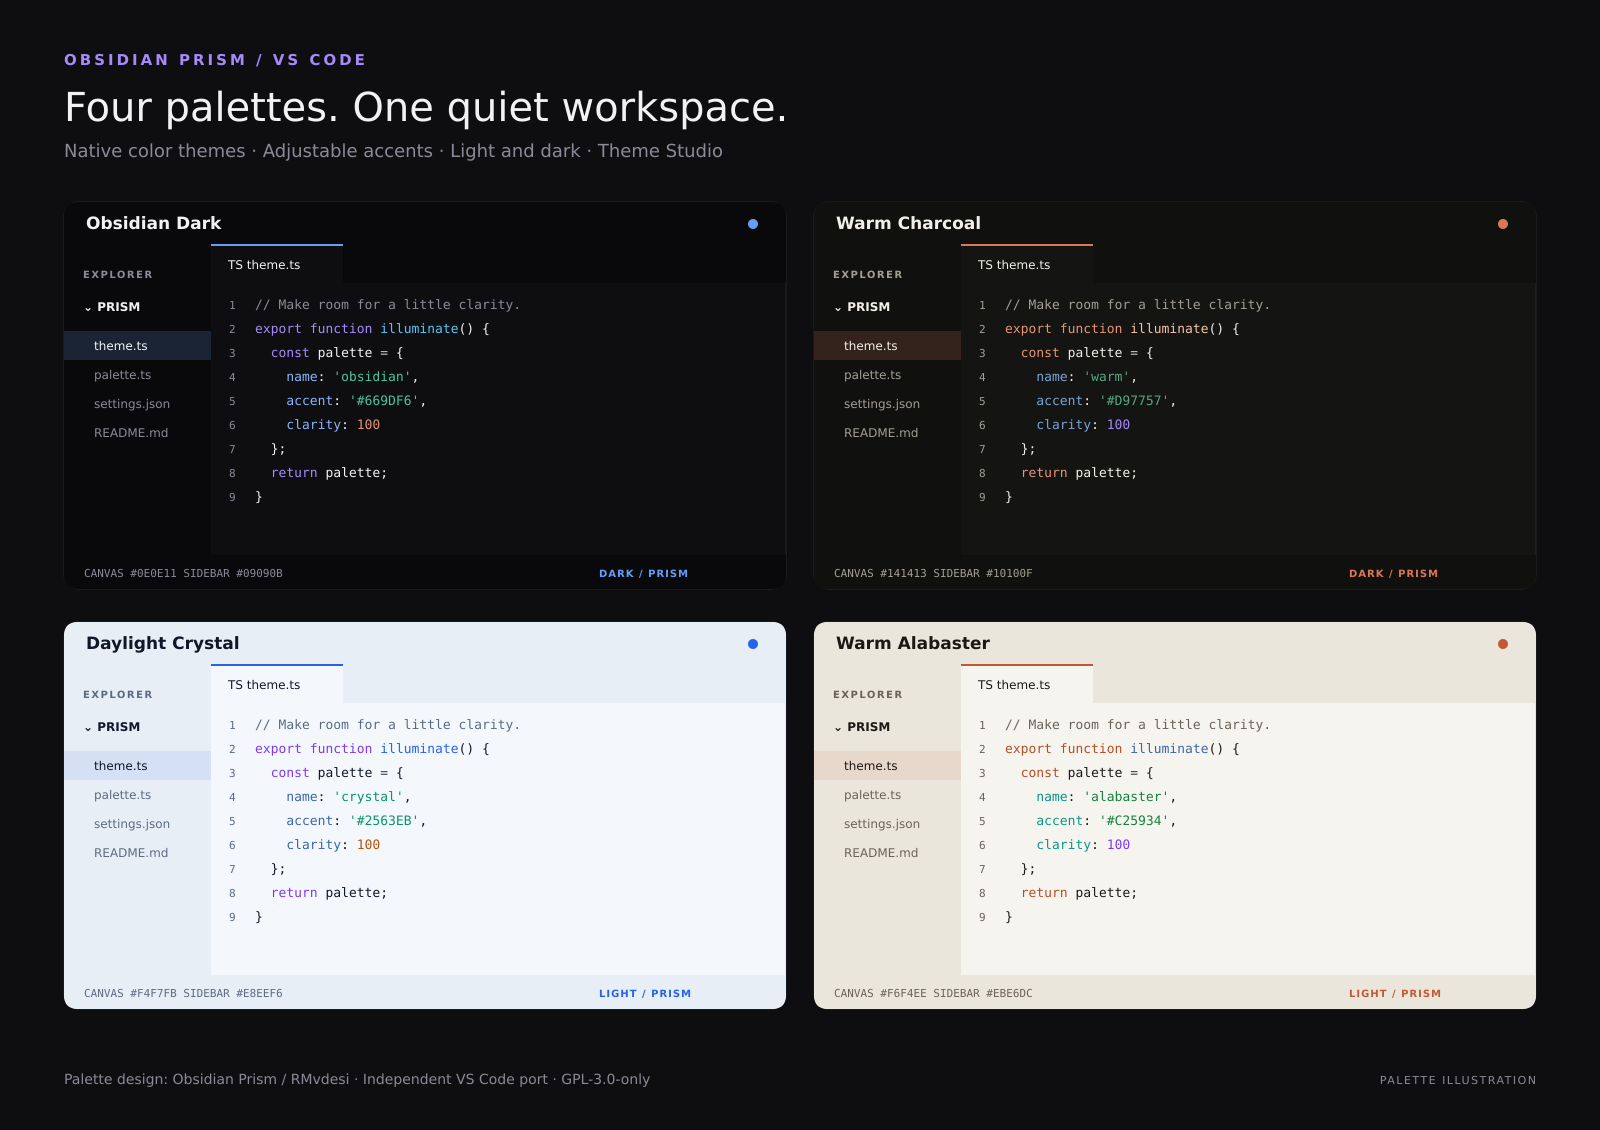 OBSIDIAN PRISM / VS CODE
Four palettes. One quiet workspace.
Native color themes · Adjustable accents · Light and dark · Theme Studio
Obsidian Dark
EXPLORER
⌄ PRISM
theme.ts
palette.ts
settings.json
README.md
TS theme.ts
1 // Make room for a little clarity.
2 export function illuminate() {
3   const palette = {
4     name: 'obsidian',
5     accent: '#669DF6',
6     clarity: 100
7   };
8   return palette;
9 }
CANVAS #0E0E11 SIDEBAR #09090B
DARK / PRISM
Warm Charcoal
EXPLORER
⌄ PRISM
theme.ts
palette.ts
settings.json
README.md
TS theme.ts
1 // Make room for a little clarity.
2 export function illuminate() {
3   const palette = {
4     name: 'warm',
5     accent: '#D97757',
6     clarity: 100
7   };
8   return palette;
9 }
CANVAS #141413 SIDEBAR #10100F
DARK / PRISM
Daylight Crystal
EXPLORER
⌄ PRISM
theme.ts
palette.ts
settings.json
README.md
TS theme.ts
1 // Make room for a little clarity.
2 export function illuminate() {
3   const palette = {
4     name: 'crystal',
5     accent: '#2563EB',
6     clarity: 100
7   };
8   return palette;
9 }
CANVAS #F4F7FB SIDEBAR #E8EEF6
LIGHT / PRISM
Warm Alabaster
EXPLORER
⌄ PRISM
theme.ts
palette.ts
settings.json
README.md
TS theme.ts
1 // Make room for a little clarity.
2 export function illuminate() {
3   const palette = {
4     name: 'alabaster',
5     accent: '#C25934',
6     clarity: 100
7   };
8   return palette;
9 }
CANVAS #F6F4EE SIDEBAR #EBE6DC
LIGHT / PRISM
Palette design: Obsidian Prism / RMvdesi · Independent VS Code port · GPL-3.0-only
PALETTE ILLUSTRATION